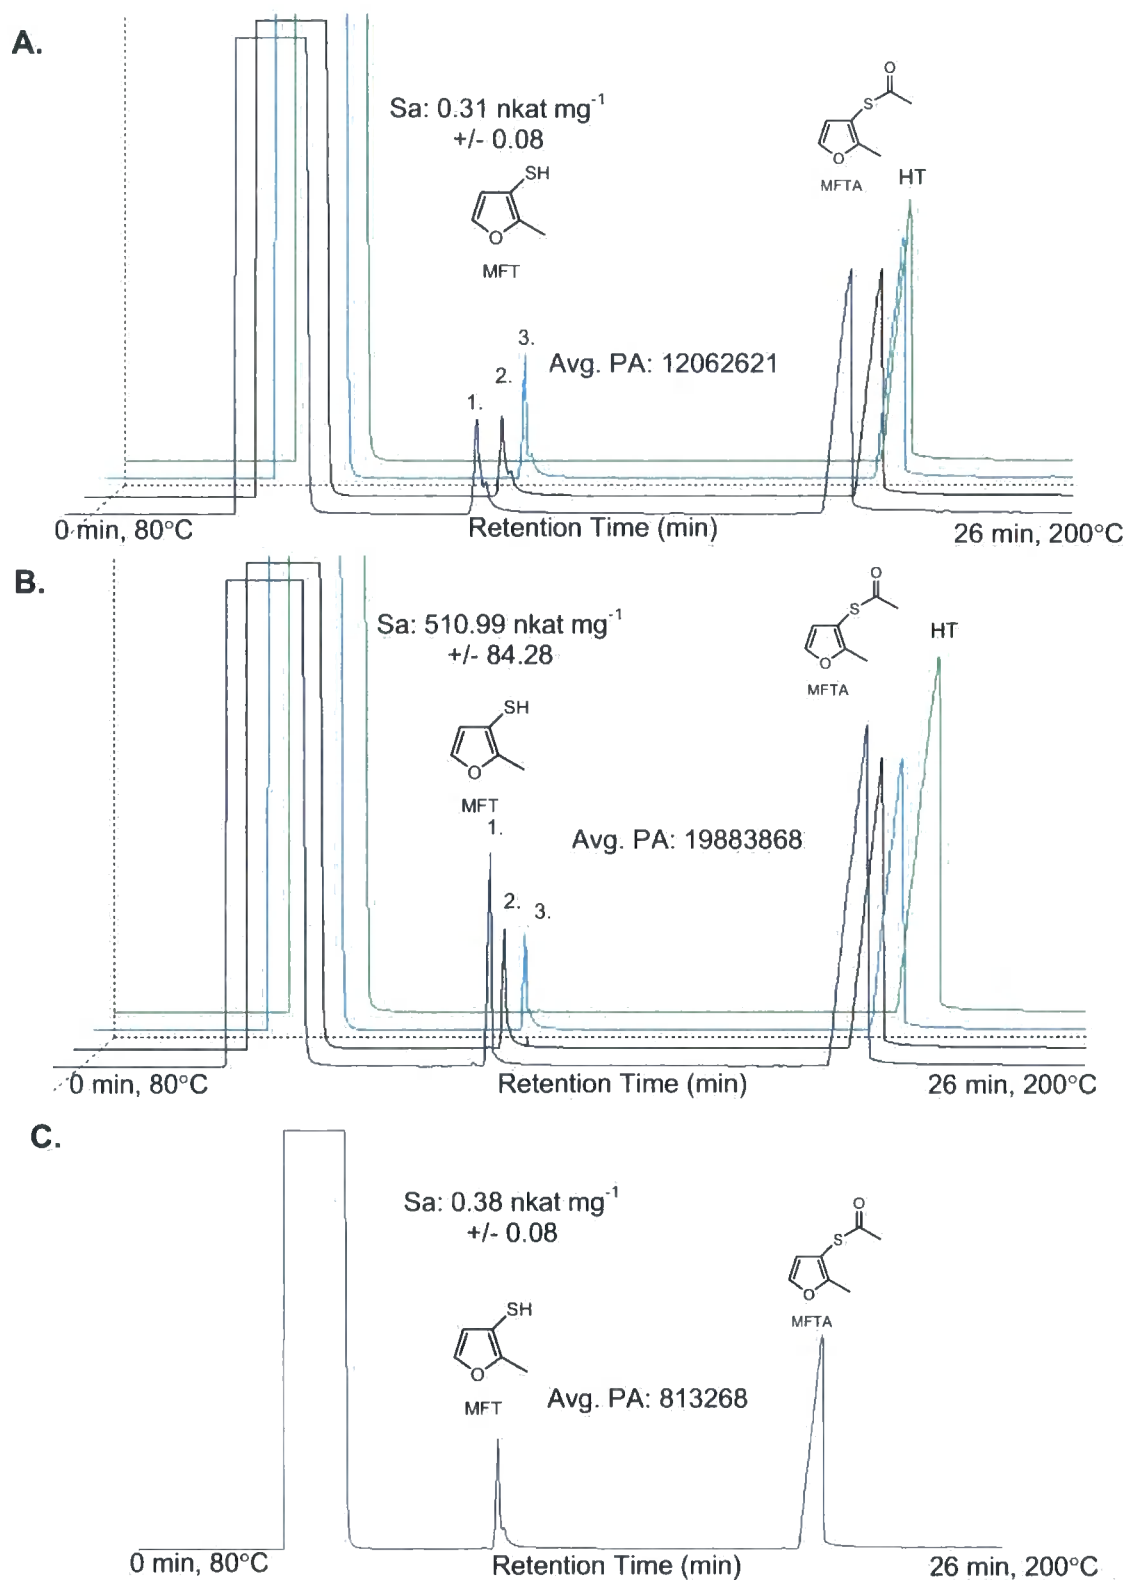 A.
Sa: 0.31 nkat mg⁻¹
+/- 0.08
SH
O
MFT
O
S
O
MFTA
HT
1.
2.
3.
Avg. PA: 12062621
0 min, 80°C
Retention Time (min)
26 min, 200°C
B.
Sa: 510.99 nkat mg⁻¹
+/- 84.28
SH
O
MFT
O
S
O
MFTA
HT
1.
2.
3.
Avg. PA: 19883868
0 min, 80°C
Retention Time (min)
26 min, 200°C
C.
Sa: 0.38 nkat mg⁻¹
+/- 0.08
SH
O
MFT
O
S
O
MFTA
Avg. PA: 813268
0 min, 80°C
Retention Time (min)
26 min, 200°C